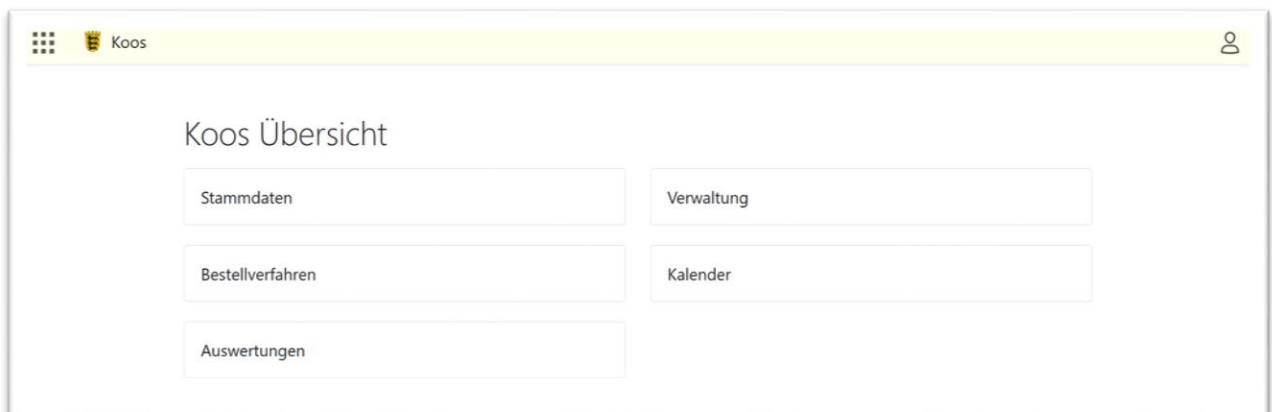 Koos
Koos Übersicht
Stammdaten
Verwaltung
Bestellverfahren
Kalender
Auswertungen